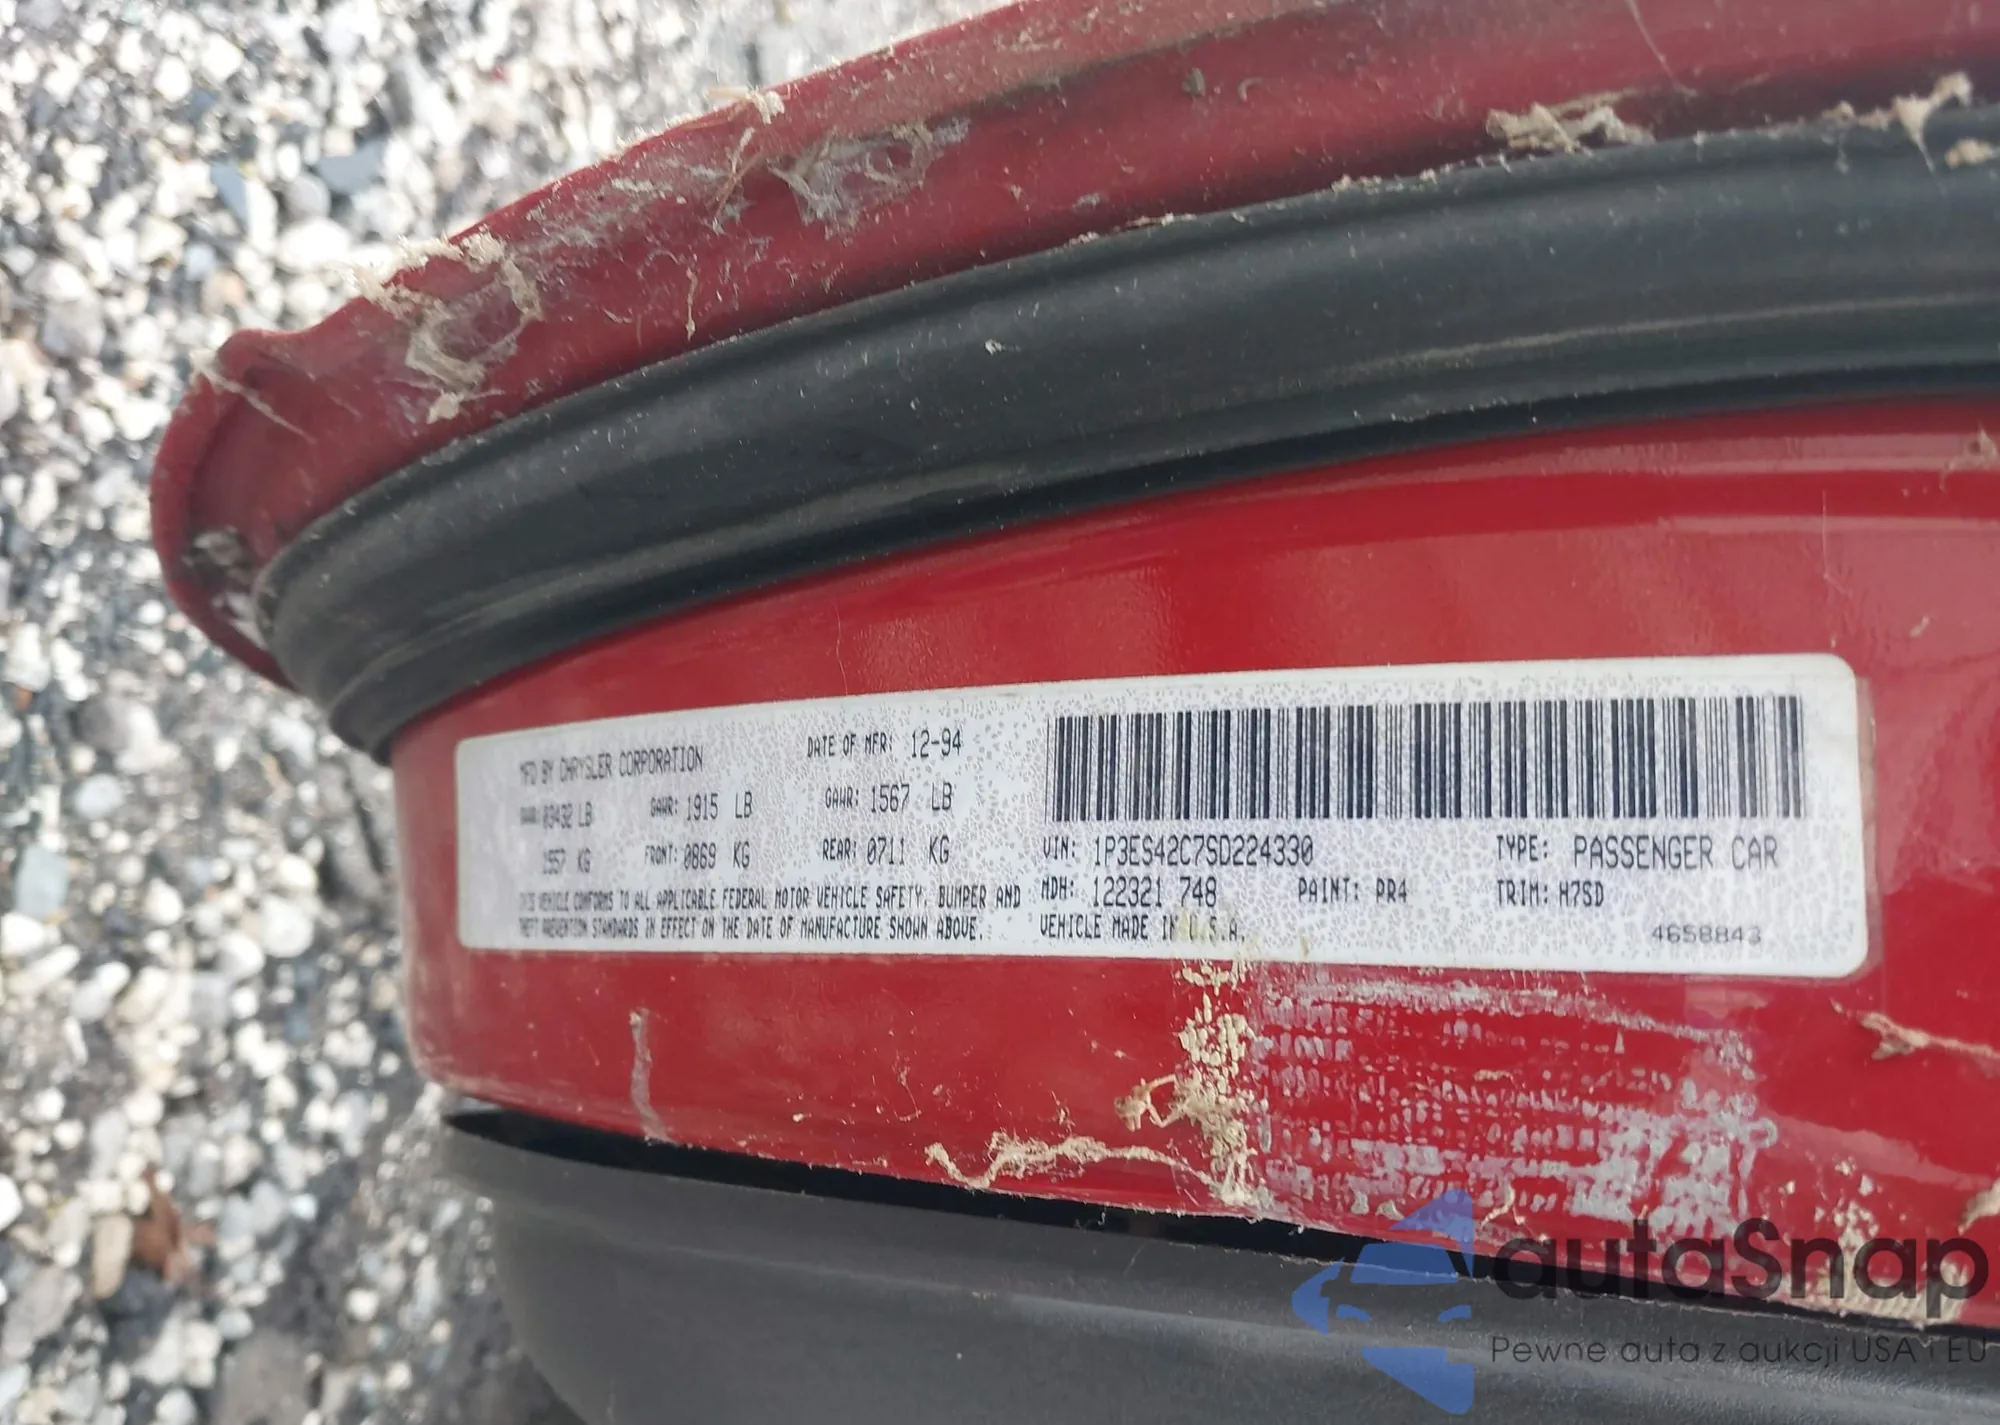 MFD BY CHRYSLER CORPORATION DATE OF MFR: 12-94
GVWR: 03432 LB GAWR: 1915 LB GAWR: 1567 LB
1557 KG FRONT: 0869 KG REAR: 0711 KG
THIS VEHICLE CONFORMS TO ALL APPLICABLE FEDERAL MOTOR VEHICLE SAFETY, BUMPER AND
THEFT PREVENTION STANDARDS IN EFFECT ON THE DATE OF MANUFACTURE SHOWN ABOVE.
VIN: 1P3ES42C7SD224330 TYPE: PASSENGER CAR
MDH: 122321 748 PAINT: PR4 TRIM: H7SD
VEHICLE MADE IN U.S.A. 4658843
autaSnap
Pewne auta z aukcji USA i EU